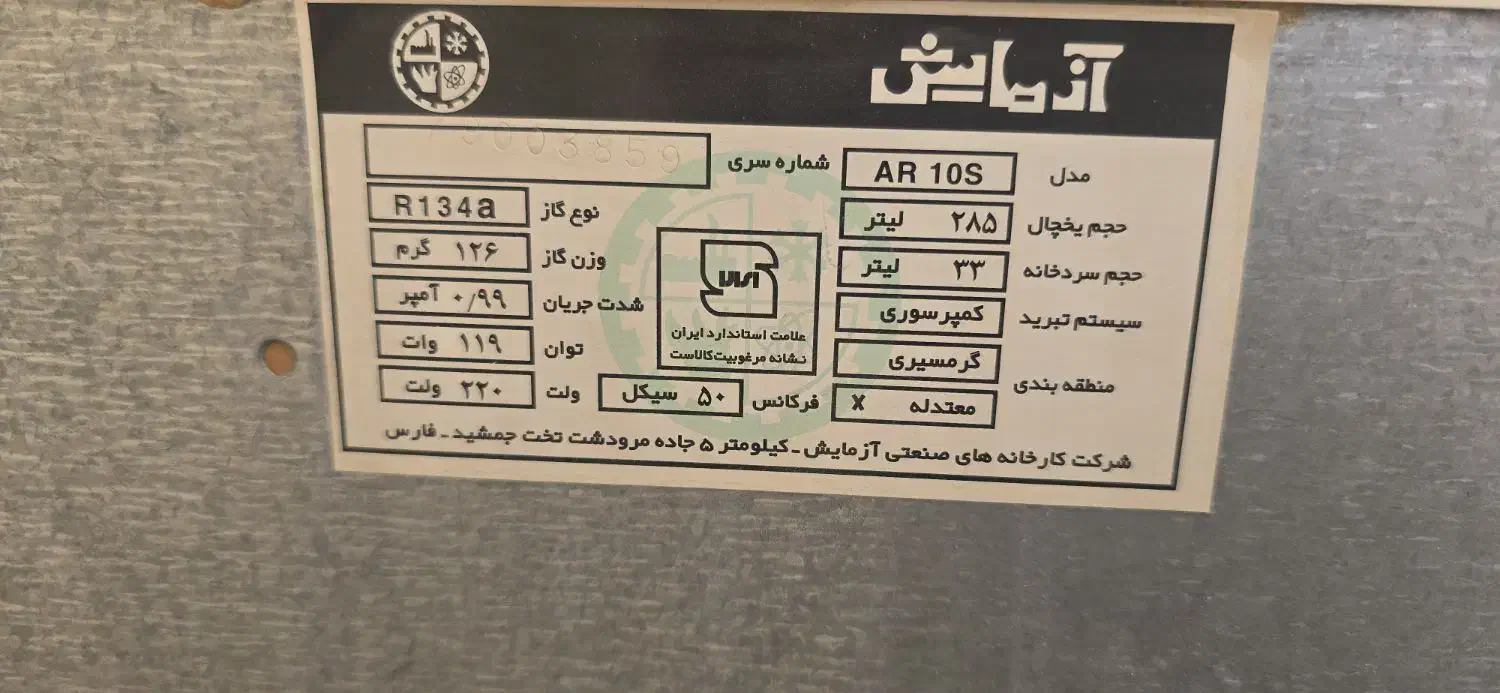 آزمایش
مدل AR 10S
شماره سری 9003859
حجم یخچال ۲۸۵ لیتر
نوع گاز R134a
حجم سردخانه ۳۳ لیتر
وزن گاز ۱۲۶ گرم
سیستم تبرید کمپرسوری
شدت جریان ۰/۹۹ آمپر
منطقه بندی گرمسیری
معتدله X
توان ۱۱۹ وات
علامت استاندارد ایران
نشانه مرغوبیت کالاست
فرکانس ۵۰ سیکل
ولت ۲۲۰ ولت
شرکت کارخانه های صنعتی آزمایش - کیلومتر ۵ جاده مرودشت تخت جمشید - فارس